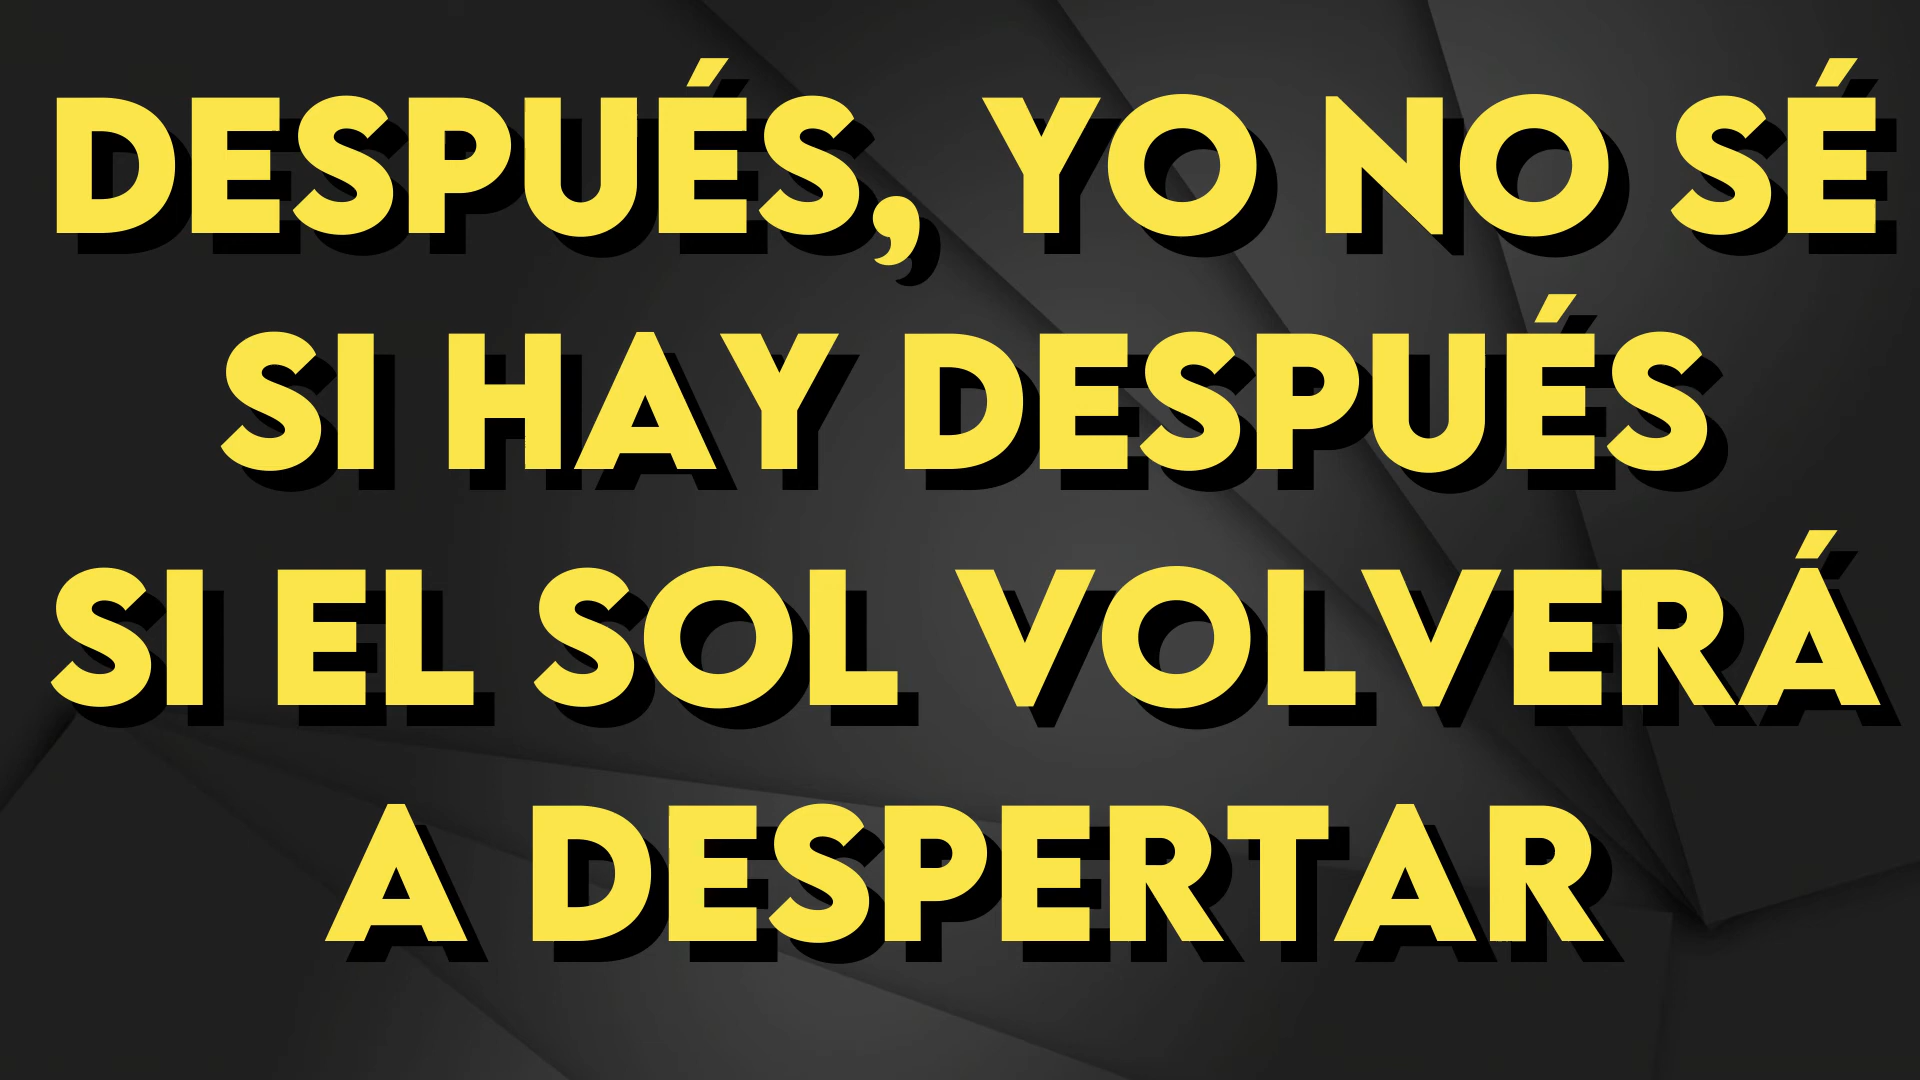 DESPUÉS, YO NO SÉ
SI HAY DESPUÉS
SI EL SOL VOLVERÁ
A DESPERTAR